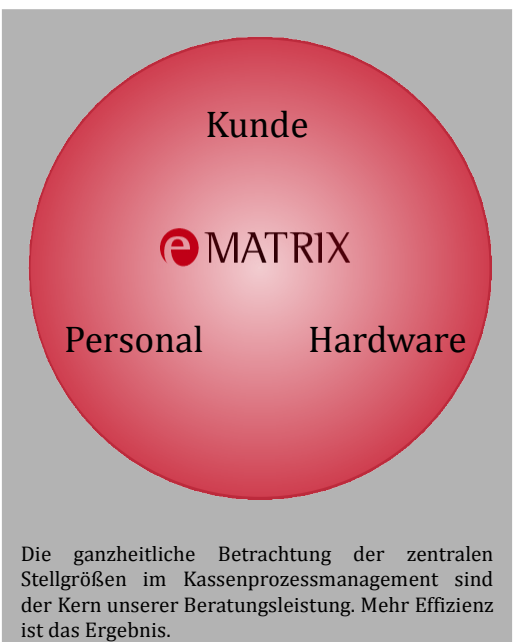 Kunde
e MATRIX
Personal Hardware
Die ganzheitliche Betrachtung der zentralen
Stellgrößen im Kassenprozessmanagement sind
der Kern unserer Beratungsleistung. Mehr Effizienz
ist das Ergebnis.